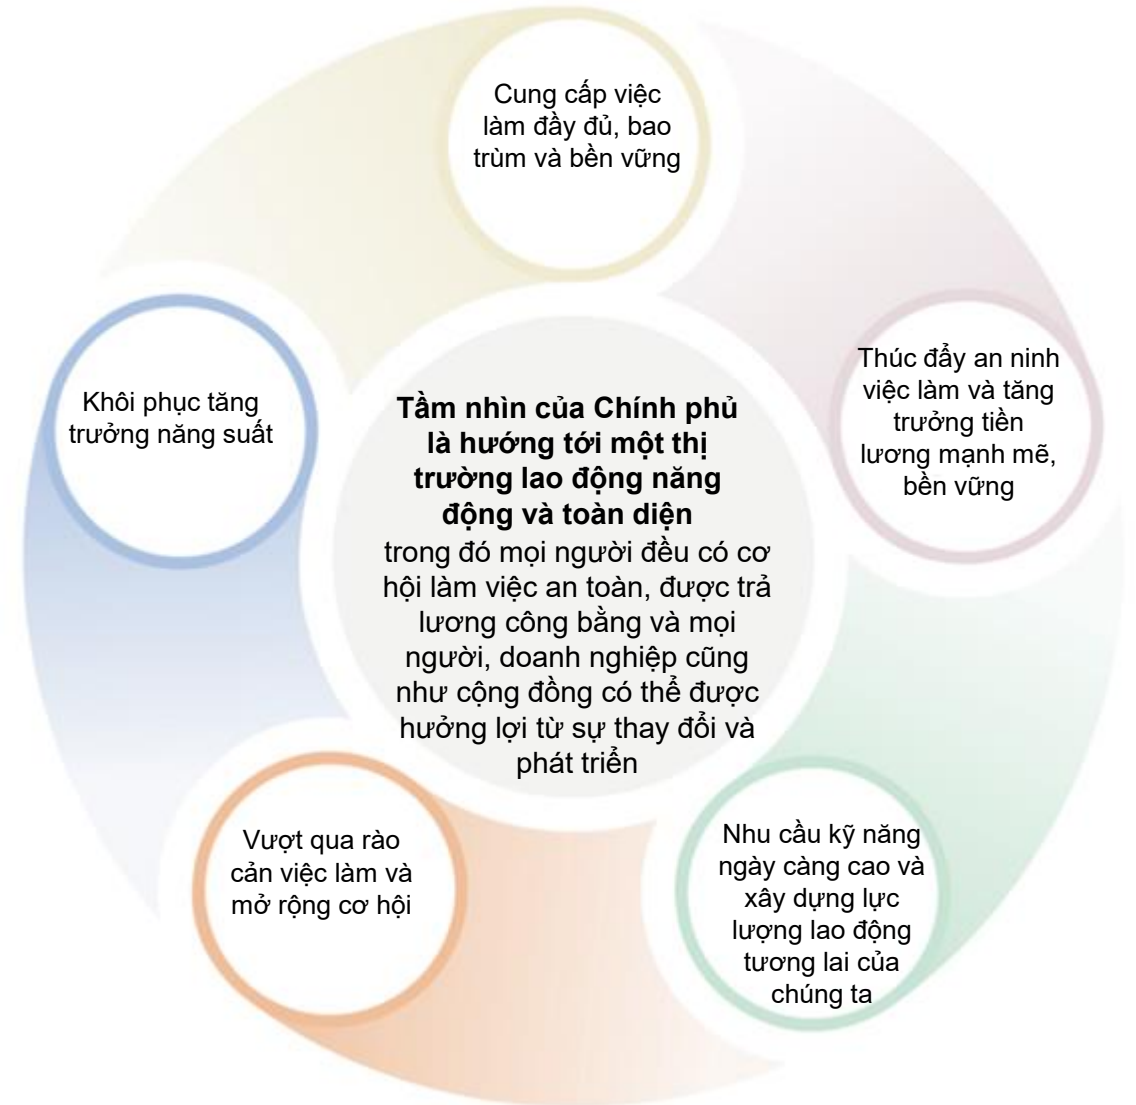 Cung cấp việc
làm đầy đủ, bao
trùm và bền vững
Thúc đẩy an ninh
việc làm và tăng
trưởng tiền
lương mạnh mẽ,
bền vững
Khôi phục tăng
trưởng năng suất
Tầm nhìn của Chính phủ
là hướng tới một thị
trường lao động năng
động và toàn diện
trong đó mọi người đều có cơ
hội làm việc an toàn, được trả
lương công bằng và mọi
người, doanh nghiệp cũng
như cộng đồng có thể được
hưởng lợi từ sự thay đổi và
phát triển
Vượt qua rào
cản việc làm và
mở rộng cơ hội
Nhu cầu kỹ năng
ngày càng cao và
xây dựng lực
lượng lao động
tương lai của
chúng ta